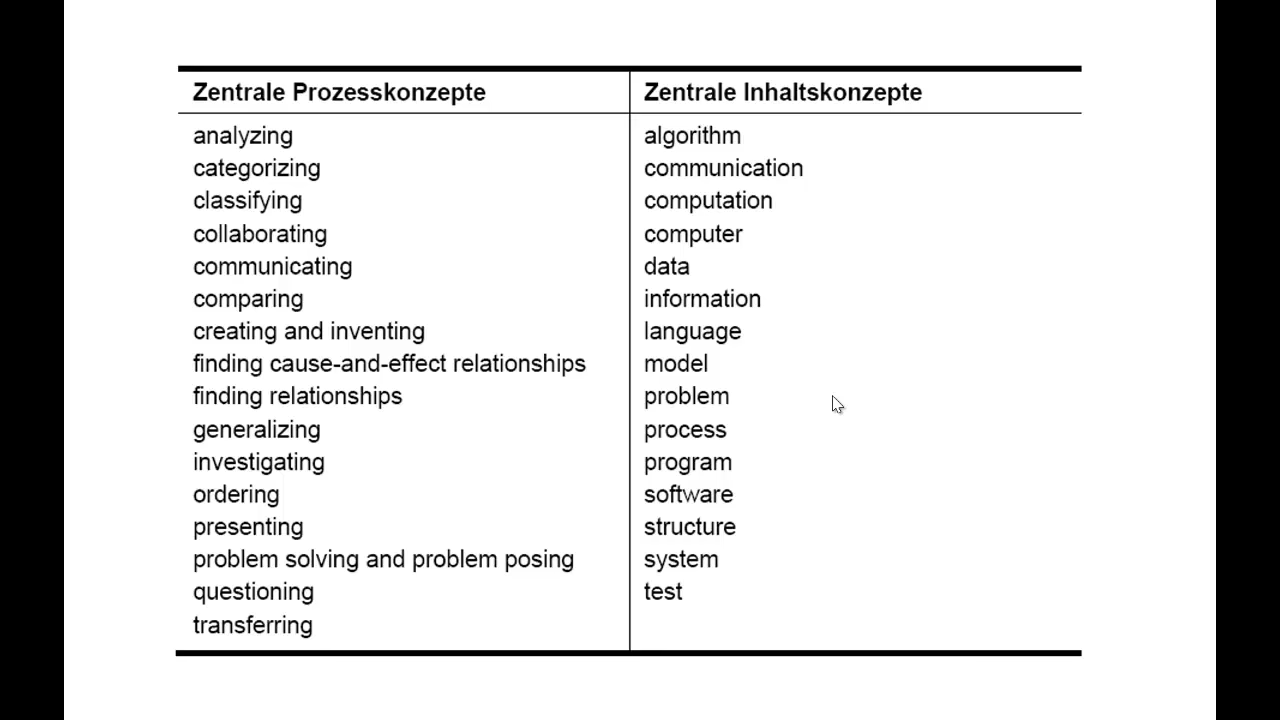 Zentrale Prozesskonzepte Zentrale Inhaltskonzepte
analyzing algorithm
categorizing communication
classifying computation
collaborating computer
communicating data
comparing information
creating and inventing language
finding cause-and-effect relationships model
finding relationships problem
generalizing process
investigating program
ordering software
presenting structure
problem solving and problem posing system
questioning test
transferring